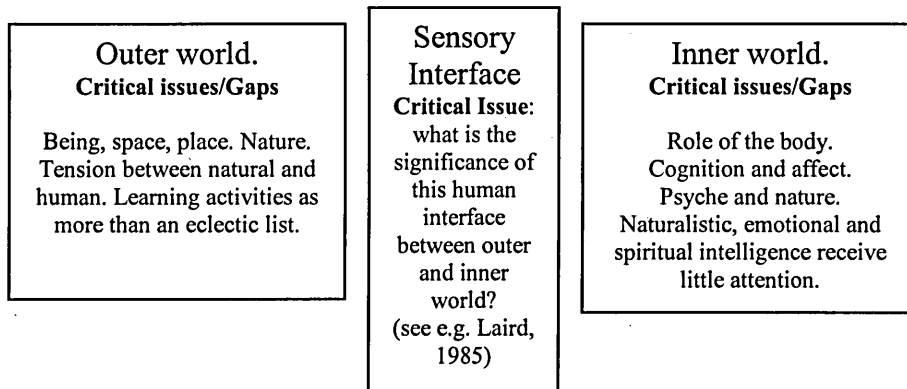 Outer world.
Critical issues/Gaps
Being, space, place. Nature.
Tension between natural and
human. Learning activities as
more than an eclectic list.
Sensory
Interface
Critical Issue:
what is the
significance of
this human
interface
between outer
and inner
world?
(see e.g. Laird,
1985)
Inner world.
Critical issues/Gaps
Role of the body.
Cognition and affect.
Psyche and nature.
Naturalistic, emotional and
spiritual intelligence receive
little attention.